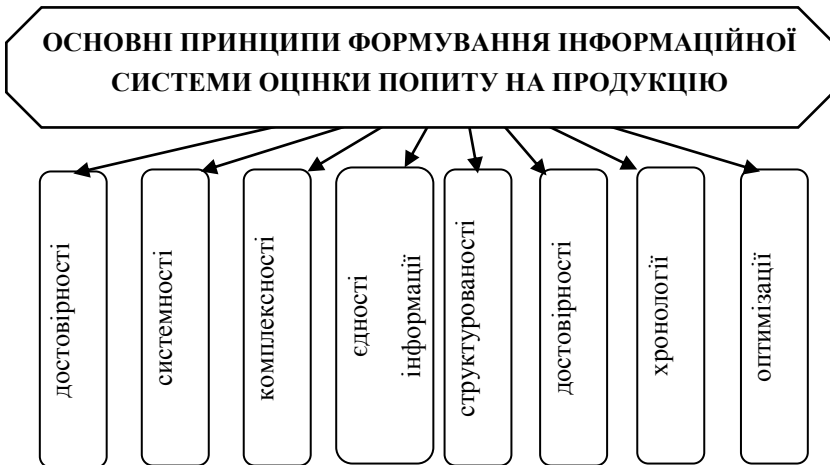 ОСНОВНІ ПРИНЦИПИ ФОРМУВАННЯ ІНФОРМАЦІЙНОЇ
СИСТЕМИ ОЦІНКИ ПОПИТУ НА ПРОДУКЦІЮ
достовірності
системності
комплексності
єдності
інформації
структурованості
достовірності
хронології
оптимізації